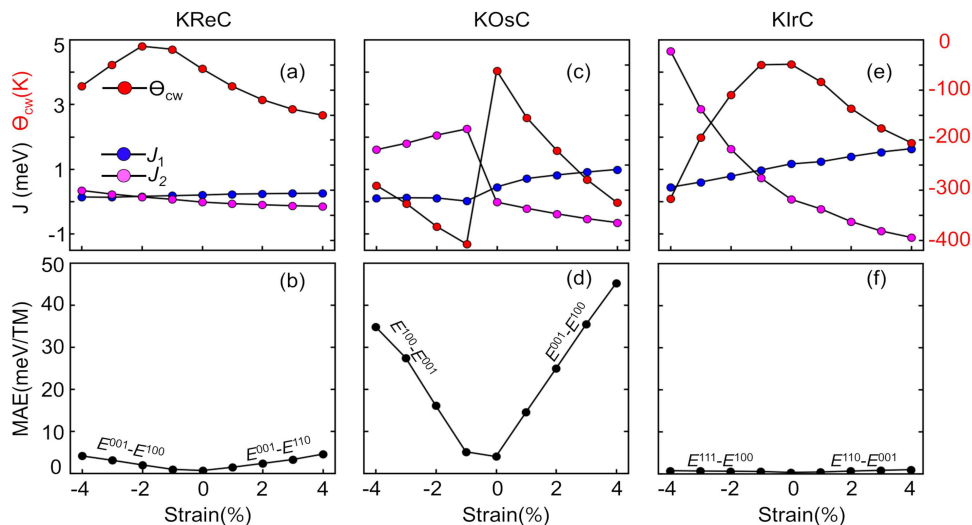 KReC
KOsC
KIrC
J (meV) Θcw(K)
5
3
1
-1
(a)
Θcw
J1
J2
(c)
(e)
0
-100
-200
-300
-400
MAE(meV/TM)
50
40
30
20
10
0
(b)
E001-E100
E001-E110
(d)
E100-E001
E001-E100
(f)
E111-E100
E110-E001
-4 -2 0 2 4
-4 -2 0 2 4
-4 -2 0 2 4
Strain(%)
Strain(%)
Strain(%)